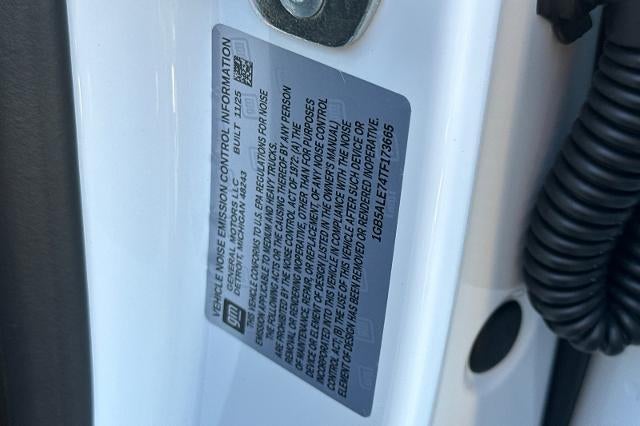 gm
VEHICLE NOISE EMISSION CONTROL INFORMATION
GENERAL MOTORS LLC BUILT 11/25
DETROIT, MICHIGAN 48243
THIS VEHICLE CONFORMS TO U.S. EPA REGULATIONS FOR NOISE
EMISSION APPLICABLE TO MEDIUM AND HEAVY TRUCKS.
THE FOLLOWING ACTS OR THE CAUSING THEREOF BY ANY PERSON
ARE PROHIBITED BY THE NOISE CONTROL ACT OF 1972: (A) THE
REMOVAL OR RENDERING INOPERATIVE, OTHER THAN FOR PURPOSES
OF MAINTENANCE, REPAIR, OR REPLACEMENT, OF ANY NOISE CONTROL
DEVICE OR ELEMENT OF DESIGN (LISTED IN THE OWNER'S MANUAL)
INCORPORATED INTO THIS VEHICLE IN COMPLIANCE WITH THE NOISE
CONTROL ACT; (B) THE USE OF THIS VEHICLE AFTER SUCH DEVICE OR
ELEMENT OF DESIGN HAS BEEN REMOVED OR RENDERED INOPERATIVE.
1GB5ALE74TF173665